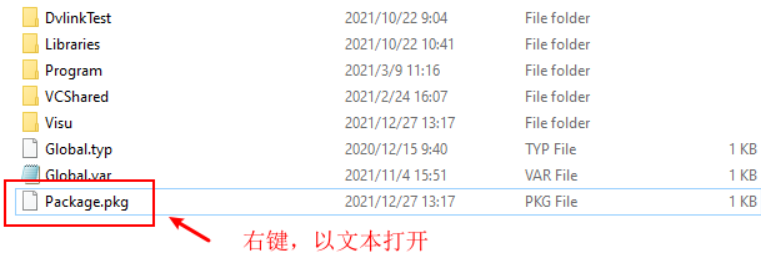 DvlinkTest 2021/10/22 9:04 File folder
Libraries 2021/10/22 10:41 File folder
Program 2021/3/9 11:16 File folder
VCShared 2021/2/24 16:07 File folder
Visu 2021/12/27 13:17 File folder
Global.typ 2020/12/15 9:40 TYP File 1 KB
Global.var 2021/11/4 15:51 VAR File 1 KB
Package.pkg 2021/12/27 13:17 PKG File 1 KB
右键，以文本打开